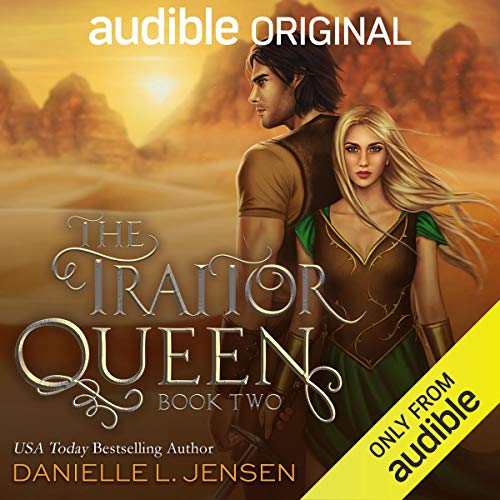 audible ORIGINAL
THE
TRAITOR
QUEEN
BOOK TWO
USA Today Bestselling Author
DANIELLE L. JENSEN
ONLY FROM
audible